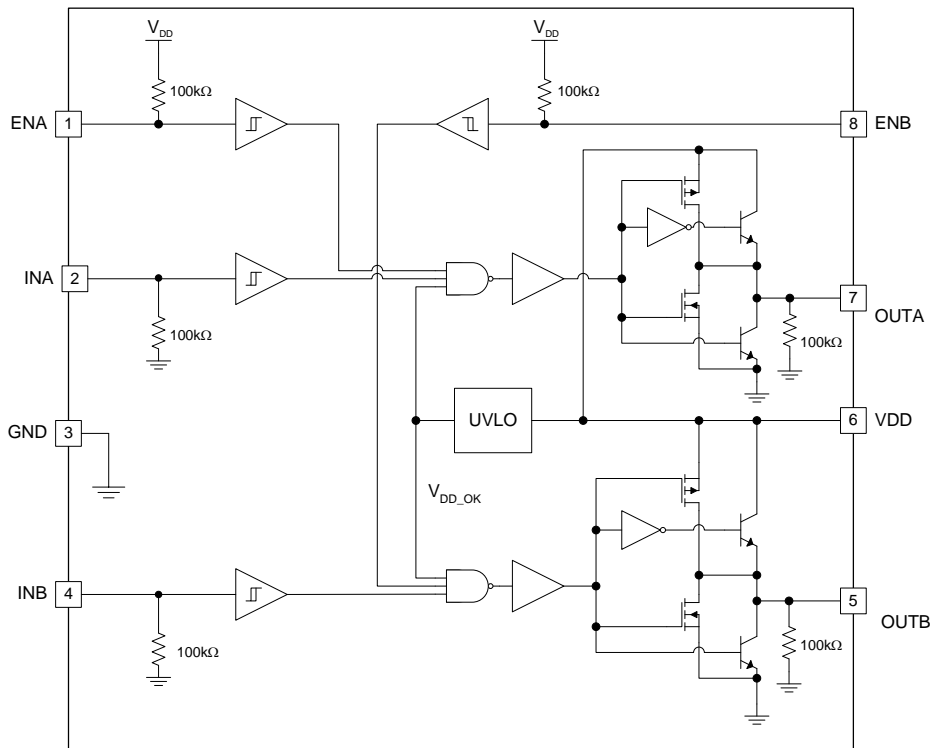 VDD
VDD
100kΩ
100kΩ
ENA
1
8
ENB
INA
2
7
OUTA
100kΩ
100kΩ
GND
3
UVLO
6
VDD
VDD_OK
INB
4
5
OUTB
100kΩ
100kΩ